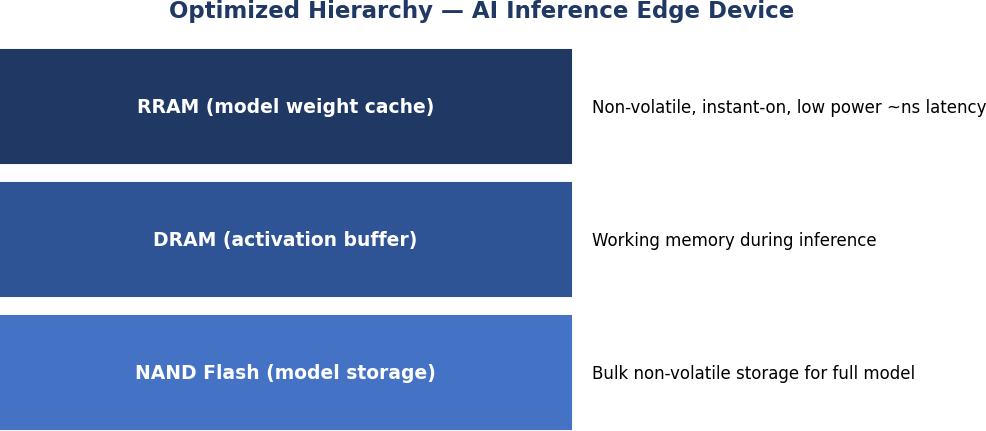 Optimized Hierarchy — AI Inference Edge Device
RRAM (model weight cache)
Non-volatile, instant-on, low power ~ns latency
DRAM (activation buffer)
Working memory during inference
NAND Flash (model storage)
Bulk non-volatile storage for full model